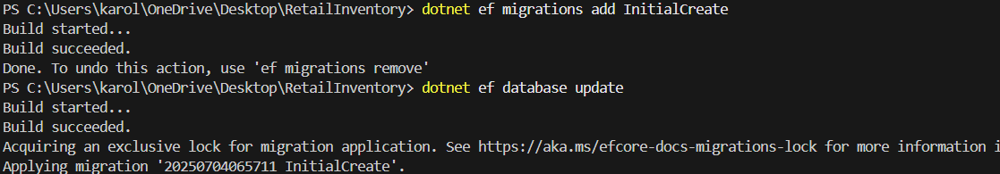 PS C:\Users\karol\OneDrive\Desktop\RetailInventory> dotnet ef migrations add InitialCreate
Build started...
Build succeeded.
Done. To undo this action, use 'ef migrations remove'
PS C:\Users\karol\OneDrive\Desktop\RetailInventory> dotnet ef database update
Build started...
Build succeeded.
Acquiring an exclusive lock for migration application. See https://aka.ms/efcore-docs-migrations-lock for more information i
Applying migration '20250704065711_InitialCreate'.